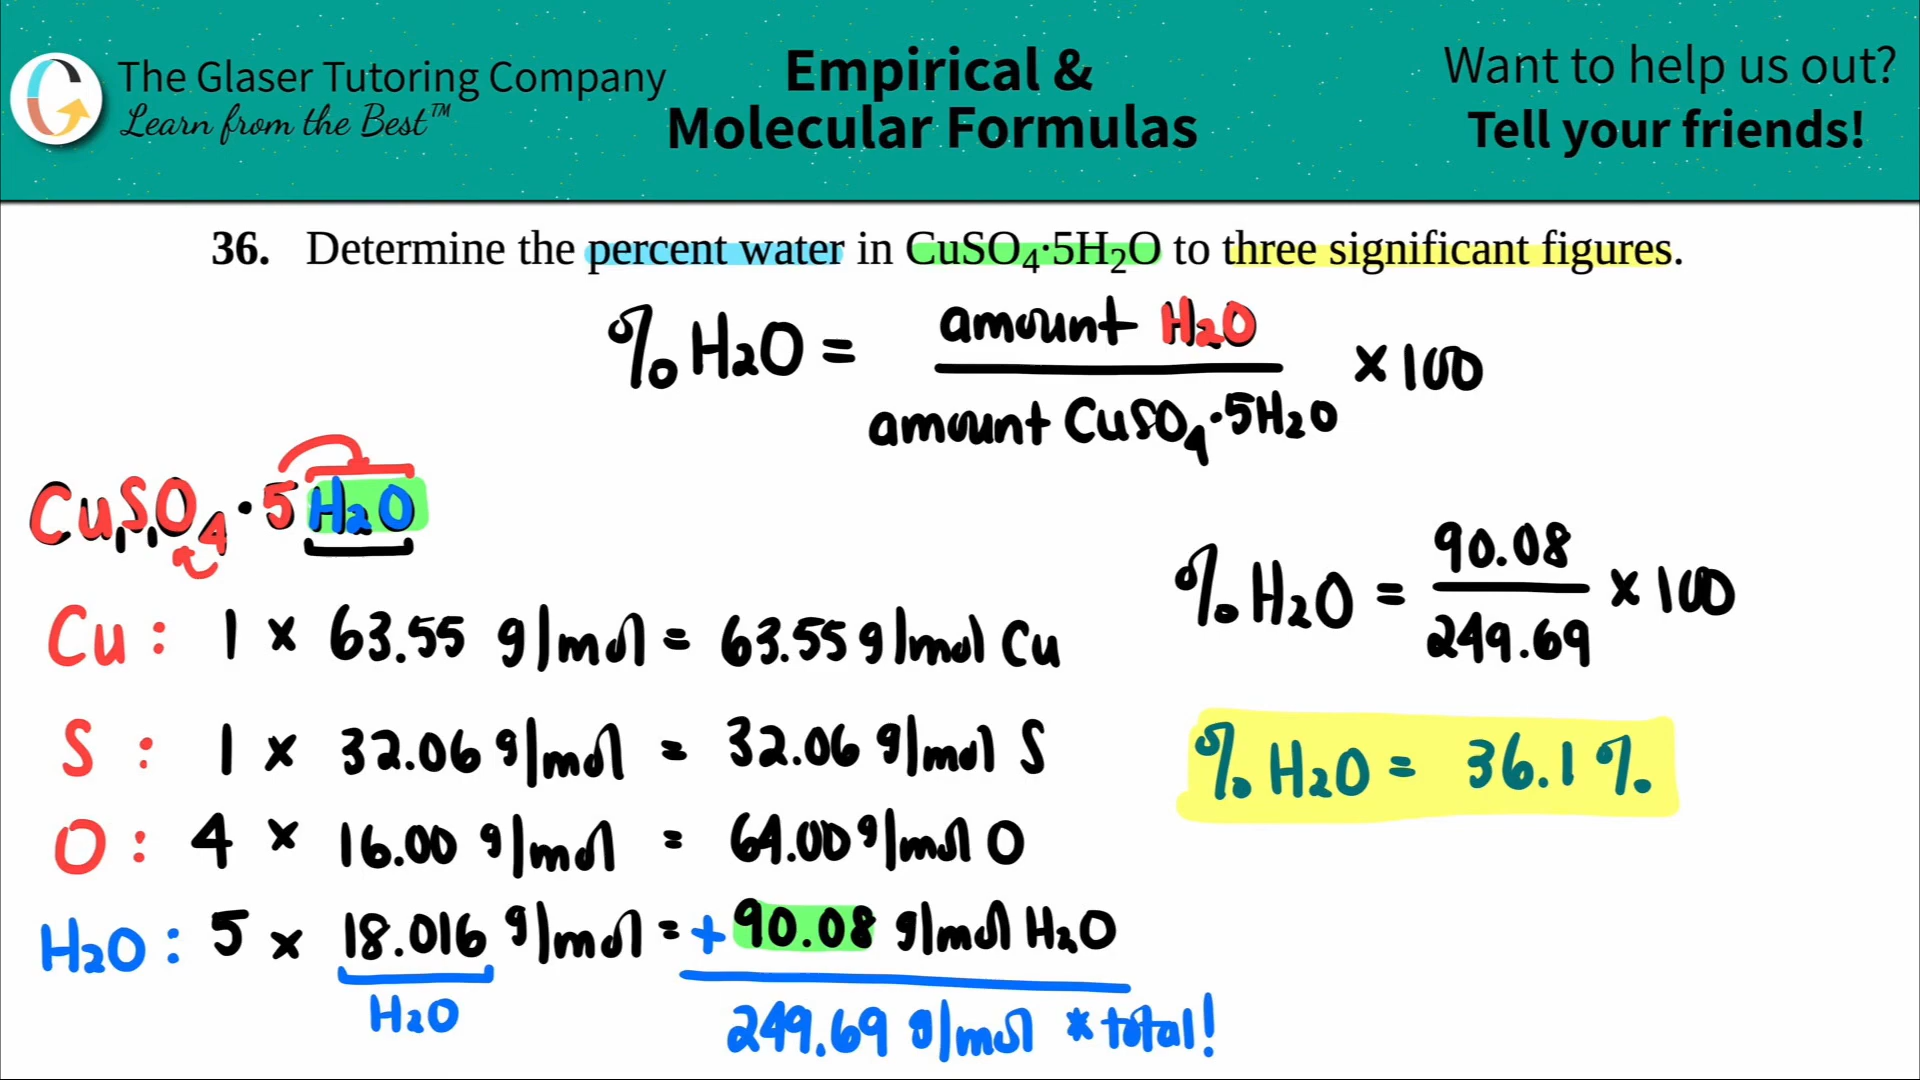 The Glaser Tutoring Company
Learn from the Best™
Empirical &
Molecular Formulas
Want to help us out?
Tell your friends!
36. Determine the percent water in CuSO₄·5H₂O to three significant figures.
% H₂O = amount H₂O / amount CuSO₄·5H₂O × 100
Cu₁S₁O₄ · 5 H₂O
% H₂O = 90.08 / 249.69 × 100
Cu : 1 × 63.55 g/mol = 63.55 g/mol Cu
S : 1 × 32.06 g/mol = 32.06 g/mol S
% H₂O = 36.1 %
O : 4 × 16.00 g/mol = 64.00 g/mol O
H₂O : 5 × 18.016 g/mol = + 90.08 g/mol H₂O
H₂O
249.69 g/mol * total!